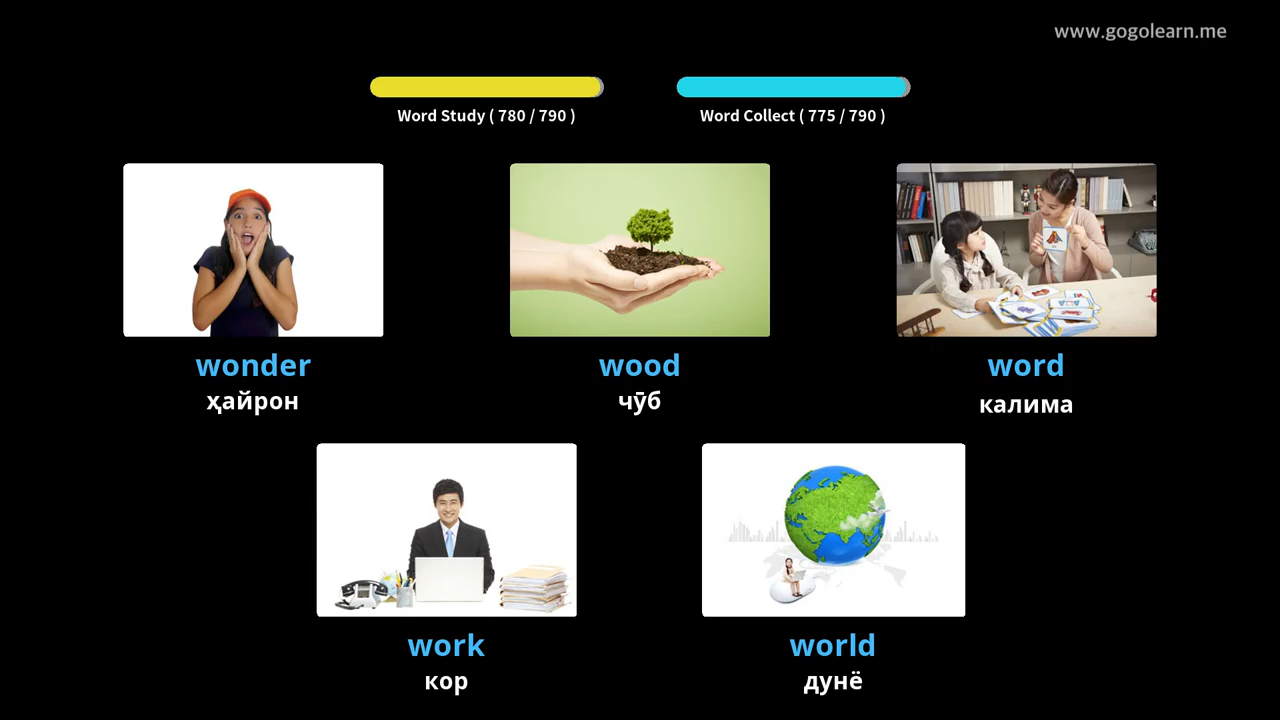 www.gogolearn.me
Word Study ( 780 / 790 )
Word Collect ( 775 / 790 )
wonder
ҳайрон
wood
чӯб
word
калима
work
кор
world
дунё